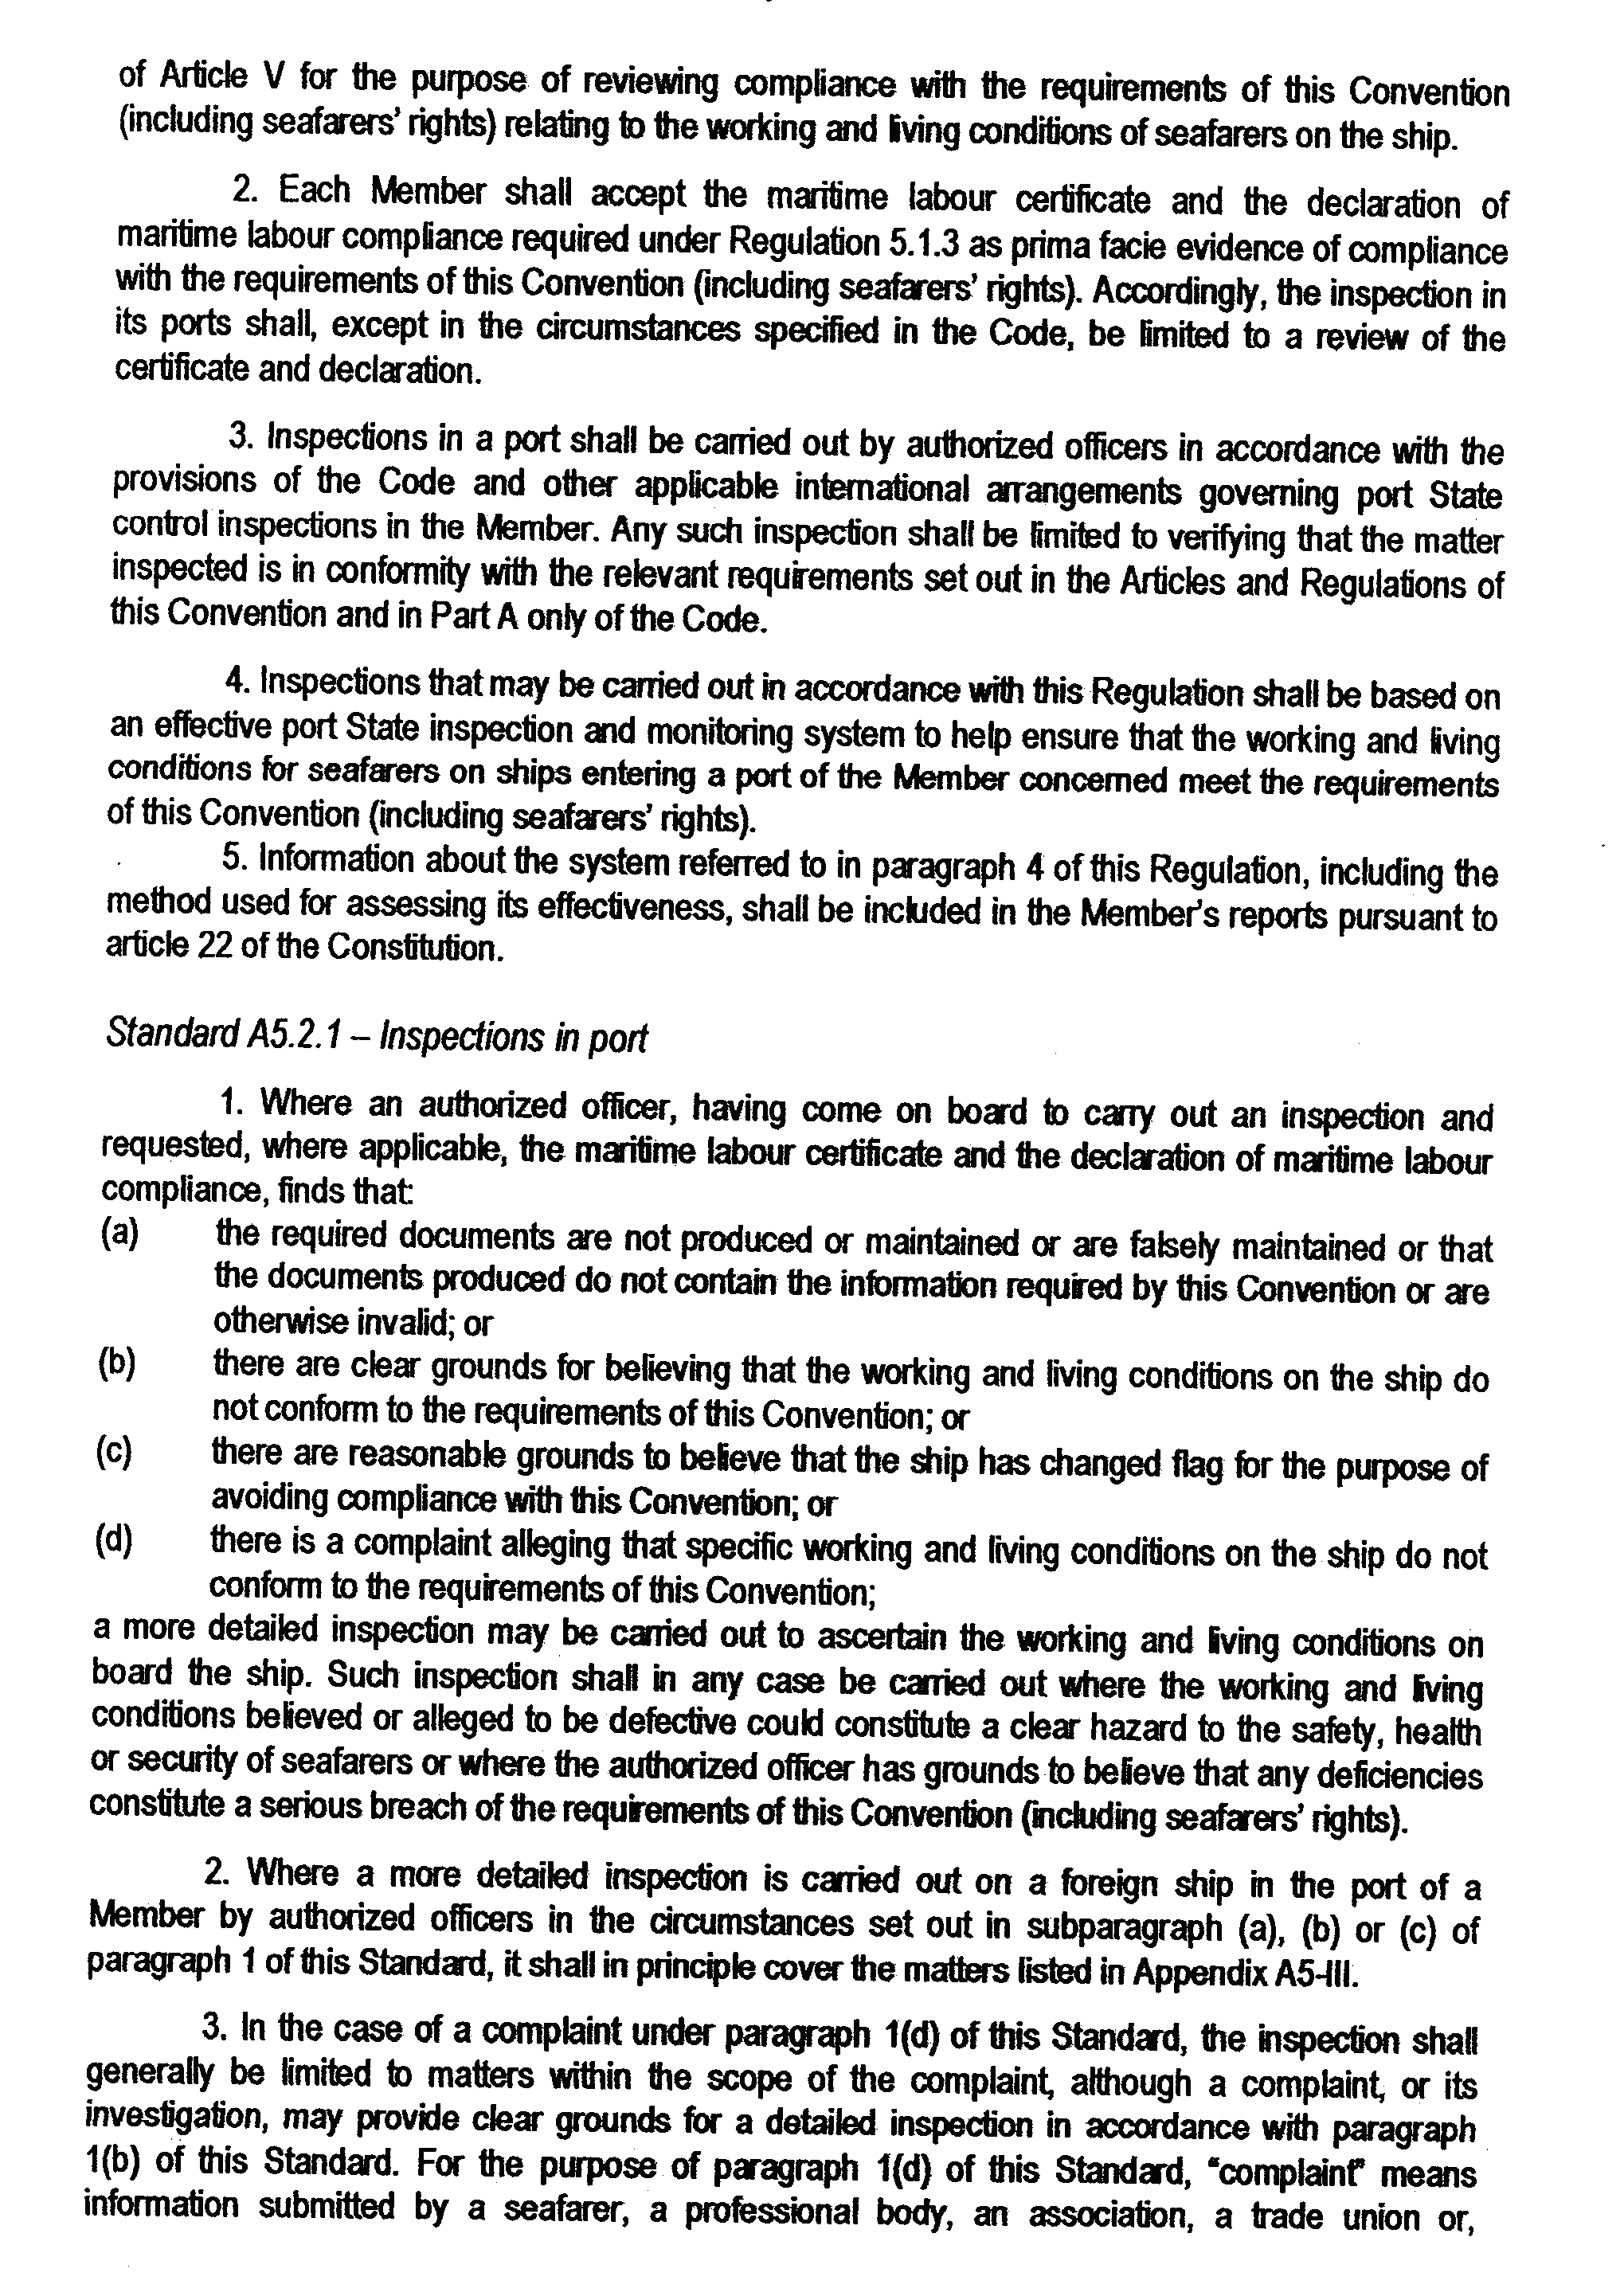 of Article V for the purpose of reviewing compliance with the requirements of this Convention
(including seafarers' rights) relating to the working and living conditions of seafarers on the ship.
2. Each Member shall accept the maritime labour certificate and the declaration of
maritime labour compliance required under Regulation 5.1.3 as prima facie evidence of compliance
with the requirements of this Convention (including seafarers' rights). Accordingly, the inspection in
its ports shall, except in the circumstances specified in the Code, be limited to a review of the
certificate and declaration.
3. Inspections in a port shall be carried out by authorized officers in accordance with the
provisions of the Code and other applicable international arrangements governing port State
control inspections in the Member. Any such inspection shall be limited to verifying that the matter
inspected is in conformity with the relevant requirements set out in the Articles and Regulations of
this Convention and in Part A only of the Code.
4. Inspections that may be carried out in accordance with this Regulation shall be based on
an effective port State inspection and monitoring system to help ensure that the working and living
conditions for seafarers on ships entering a port of the Member concerned meet the requirements
of this Convention (including seafarers' rights).
5. Information about the system referred to in paragraph 4 of this Regulation, including the
method used for assessing its effectiveness, shall be included in the Member's reports pursuant to
article 22 of the Constitution.
Standard A5.2.1 – Inspections in port
1. Where an authorized officer, having come on board to carry out an inspection and
requested, where applicable, the maritime labour certificate and the declaration of maritime labour
compliance, finds that:
(a) the required documents are not produced or maintained or are falsely maintained or that
the documents produced do not contain the information required by this Convention or are
otherwise invalid; or
(b) there are clear grounds for believing that the working and living conditions on the ship do
not conform to the requirements of this Convention; or
(c) there are reasonable grounds to believe that the ship has changed flag for the purpose of
avoiding compliance with this Convention; or
(d) there is a complaint alleging that specific working and living conditions on the ship do not
conform to the requirements of this Convention;
a more detailed inspection may be carried out to ascertain the working and living conditions on
board the ship. Such inspection shall in any case be carried out where the working and living
conditions believed or alleged to be defective could constitute a clear hazard to the safety, health
or security of seafarers or where the authorized officer has grounds to believe that any deficiencies
constitute a serious breach of the requirements of this Convention (including seafarers' rights).
2. Where a more detailed inspection is carried out on a foreign ship in the port of a
Member by authorized officers in the circumstances set out in subparagraph (a), (b) or (c) of
paragraph 1 of this Standard, it shall in principle cover the matters listed in Appendix A5-III.
3. In the case of a complaint under paragraph 1(d) of this Standard, the inspection shall
generally be limited to matters within the scope of the complaint, although a complaint, or its
investigation, may provide clear grounds for a detailed inspection in accordance with paragraph
1(b) of this Standard. For the purpose of paragraph 1(d) of this Standard, "complaint" means
information submitted by a seafarer, a professional body, an association, a trade union or,